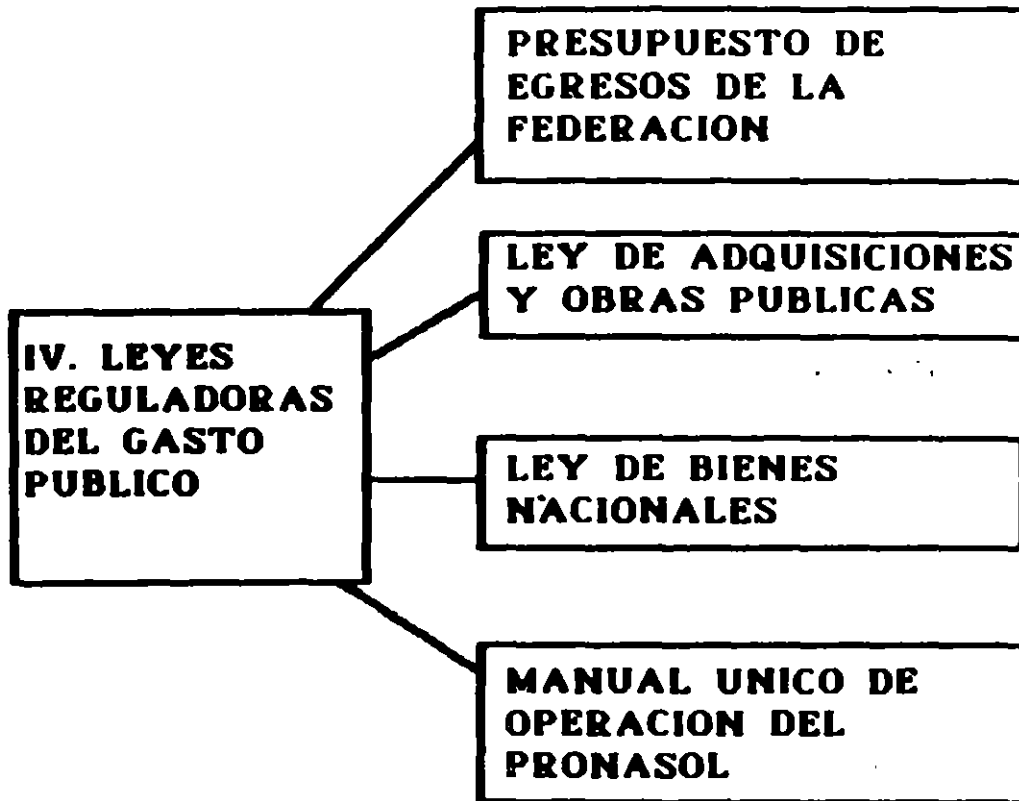 IV. LEYES
REGULADORAS
DEL GASTO
PUBLICO
PRESUPUESTO DE
EGRESOS DE LA
FEDERACION
LEY DE ADQUISICIONES
Y OBRAS PUBLICAS
LEY DE BIENES
NACIONALES
MANUAL UNICO DE
OPERACION DEL
PRONASOL